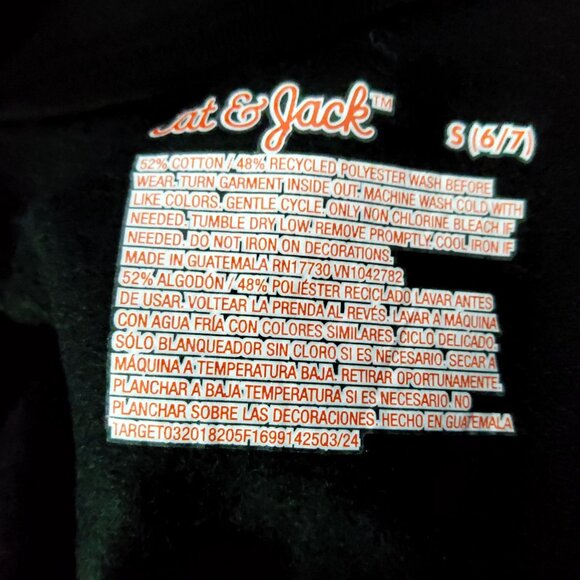 Cat & Jack™
S (6/7)
52% COTTON / 48% RECYCLED POLYESTER WASH BEFORE
WEAR. TURN GARMENT INSIDE OUT. MACHINE WASH COLD WITH
LIKE COLORS. GENTLE CYCLE. ONLY NON CHLORINE BLEACH IF
NEEDED. TUMBLE DRY LOW. REMOVE PROMPTLY. COOL IRON IF
NEEDED. DO NOT IRON ON DECORATIONS.
MADE IN GUATEMALA RN17730 VN1042782
52% ALGODÓN / 48% POLIÉSTER RECICLADO LAVAR ANTES
DE USAR. VOLTEAR LA PRENDA AL REVÉS. LAVAR A MÁQUINA
CON AGUA FRÍA CON COLORES SIMILARES. CICLO DELICADO.
SÓLO BLANQUEADOR SIN CLORO SI ES NECESARIO. SECAR A
MÁQUINA A TEMPERATURA BAJA. RETIRAR OPORTUNAMENTE.
PLANCHAR A BAJA TEMPERATURA SI ES NECESARIO. NO
PLANCHAR SOBRE LAS DECORACIONES. HECHO EN GUATEMALA
TARGET032018205F16991425Q3/24